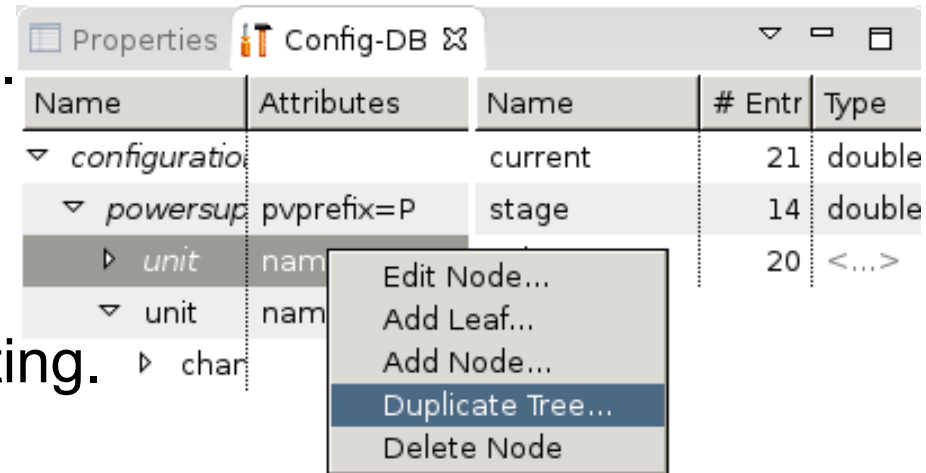 Properties Config-DB
.
Name Attributes Name # Entr Type
configuratio current 21 double
powersup pvprefix=P stage 14 double
unit nam 20 <...>
unit nam
char
ting.
Edit Node...
Add Leaf...
Add Node...
Duplicate Tree...
Delete Node